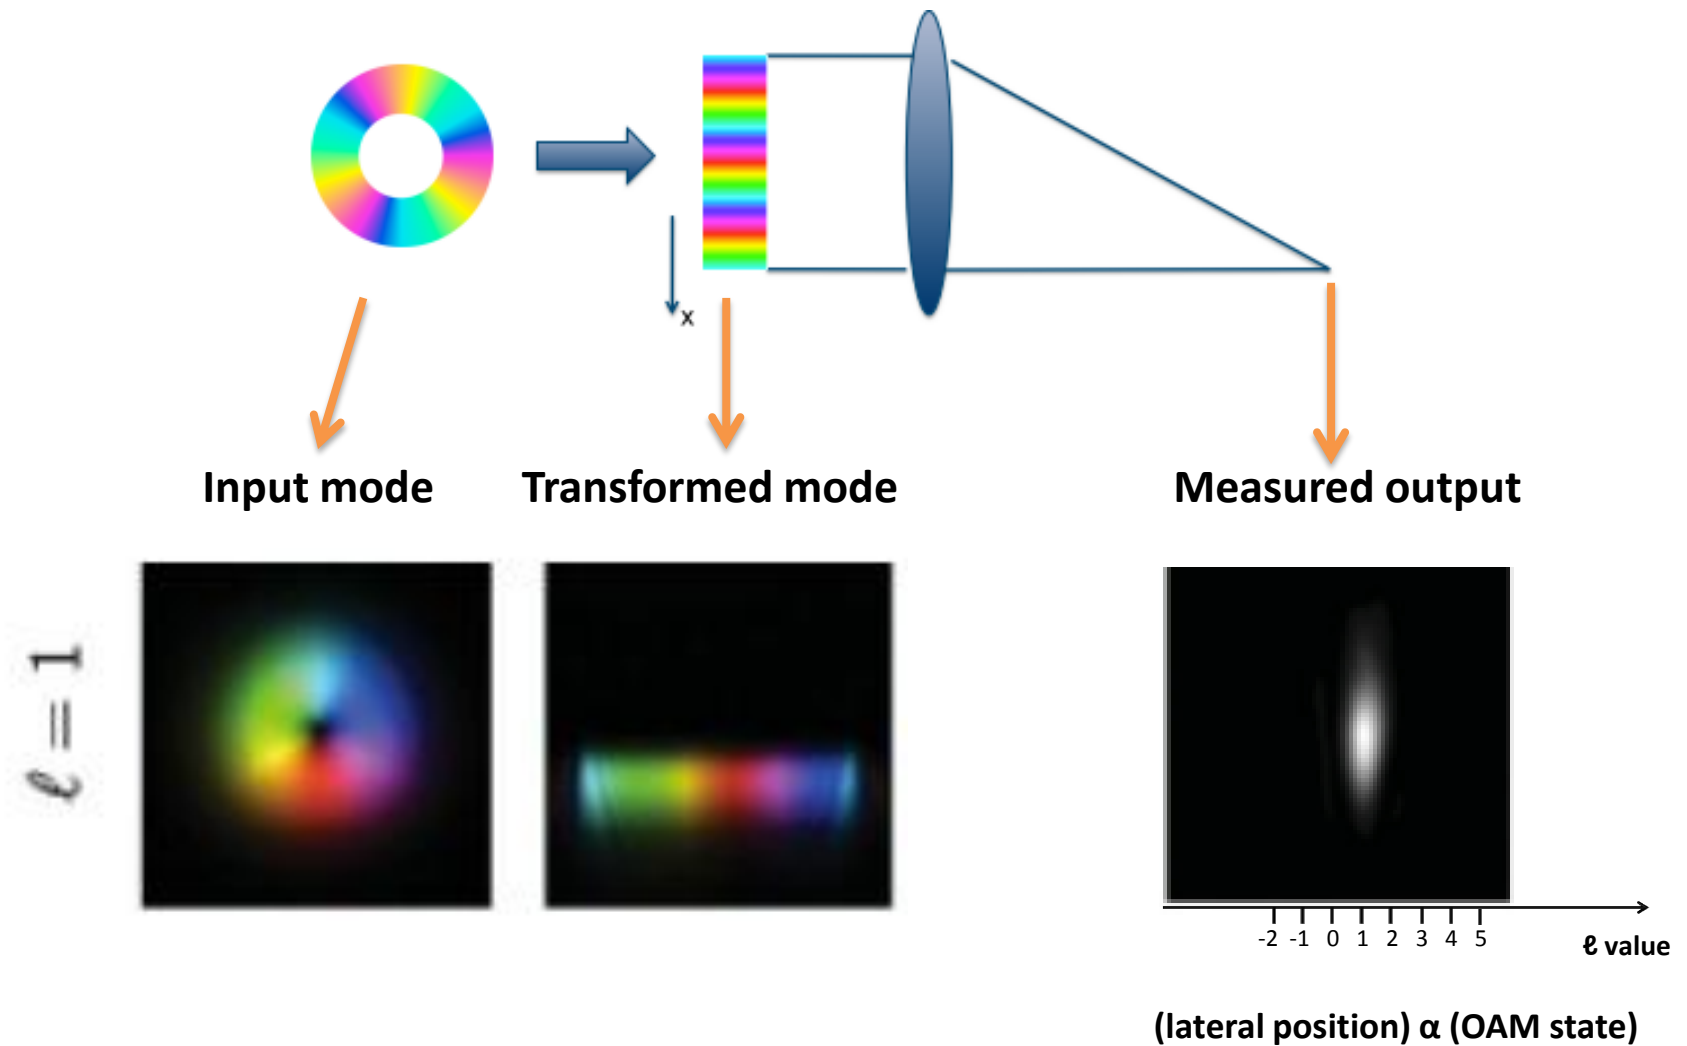 x
Input mode
Transformed mode
Measured output
ℓ = 1
-2 -1 0 1 2 3 4 5
ℓ value
(lateral position) α (OAM state)